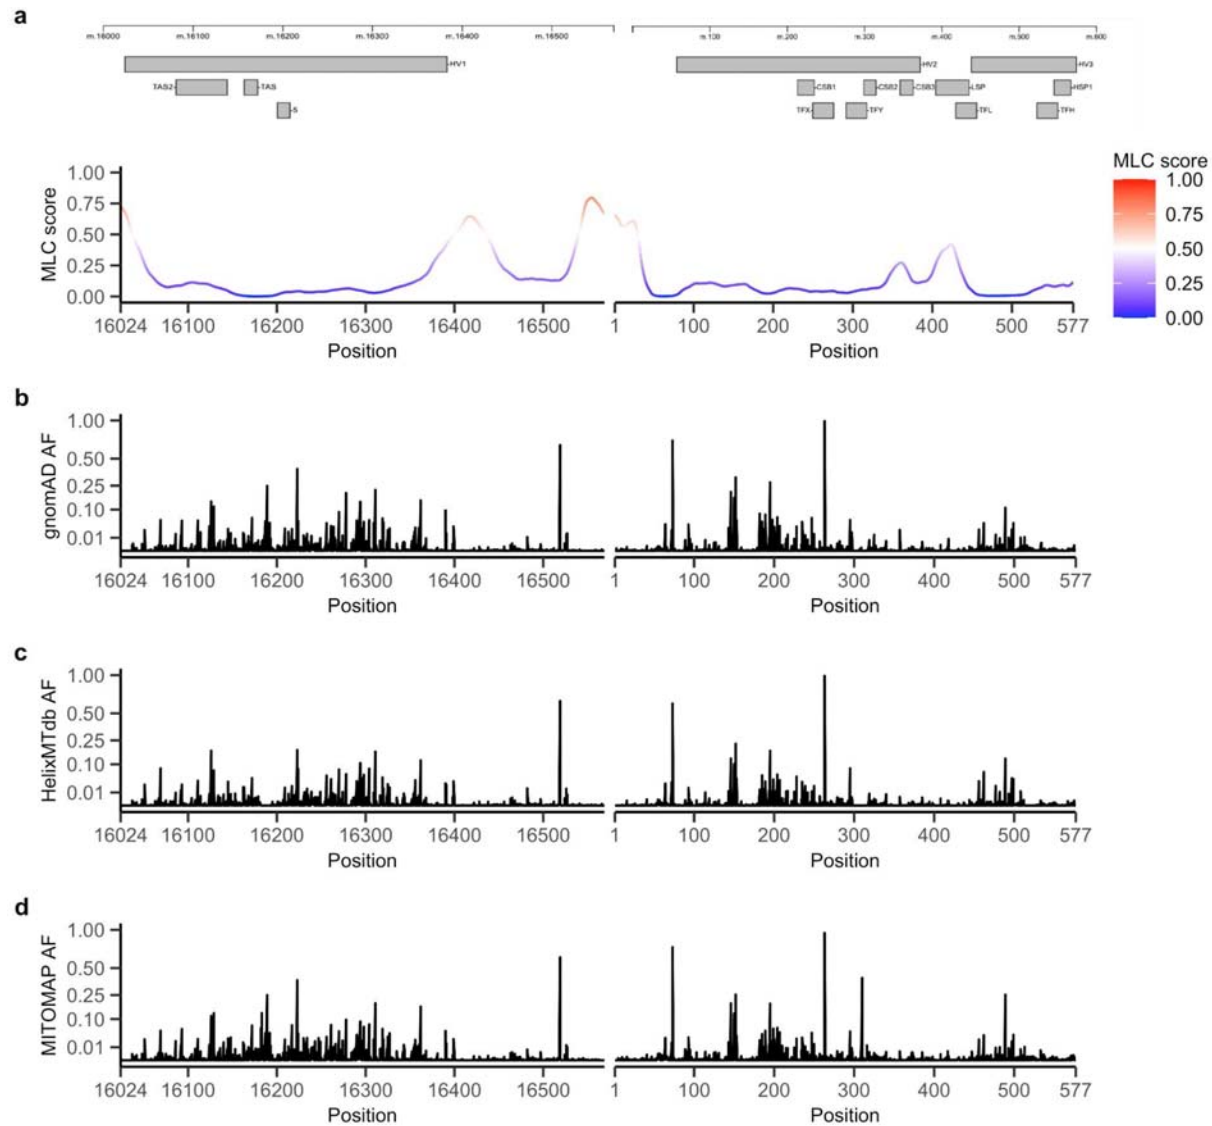 a
m.16000 m.16100 m.16200 m.16300 m.16400 m.16500 m.100 m.200 m.300 m.400 m.500 m.600
HV1 HV2 HV3
TAS2 TAS CSB1 CSB2 CSB3 LSP HSP1
TFX TFY TFL TFH
MLC score
1.00
0.75
0.50
0.25
0.00
16024 16100 16200 16300 16400 16500 1 100 200 300 400 500 577
Position Position
MLC score
1.00
0.75
0.50
0.25
0.00
b
gnomAD AF
1.00
0.50
0.25
0.10
0.01
16024 16100 16200 16300 16400 16500 1 100 200 300 400 500 577
Position Position
c
HelixMTdb AF
1.00
0.50
0.25
0.10
0.01
16024 16100 16200 16300 16400 16500 1 100 200 300 400 500 577
Position Position
d
MITOMAP AF
1.00
0.50
0.25
0.10
0.01
16024 16100 16200 16300 16400 16500 1 100 200 300 400 500 577
Position Position